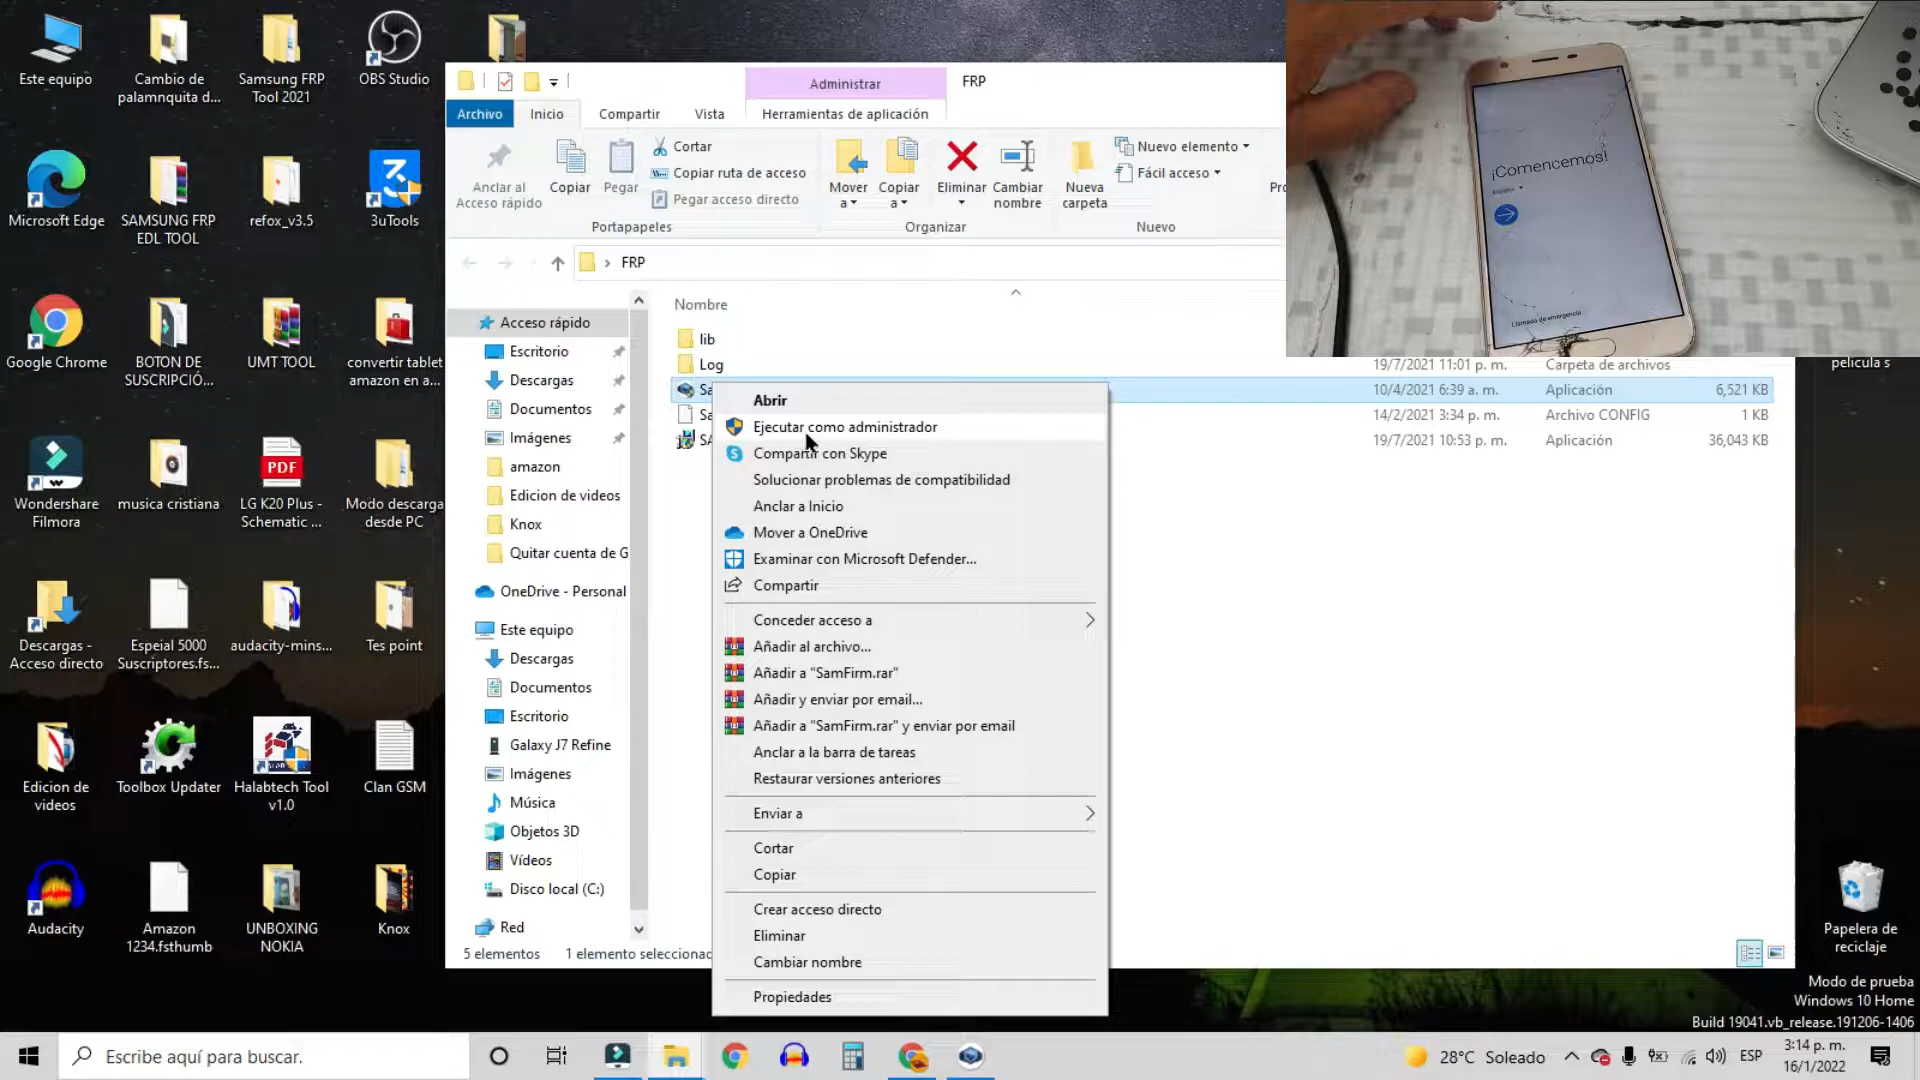 Este equipo
Cambio de
palamnquita d...
Samsung FRP
Tool 2021
OBS Studio
Microsoft Edge
SAMSUNG FRP
EDL TOOL
refox_v3.5
3uTools
Google Chrome
BOTON DE
SUSCRIPCIÓ...
UMT TOOL
convertir tablet
amazon en a...
Wondershare
Filmora
musica cristiana
PDF
LG K20 Plus -
Schematic ...
Modo descarga
desde PC
Descargas -
Acceso directo
Espeial 5000
Suscriptores.fs...
audacity-mins...
Tes point
Edicion de
videos
Toolbox Updater
Halabtech Tool
v1.0
Clan GSM
Audacity
Amazon
1234.fsthumb
UNBOXING
NOKIA
Knox
Administrar
FRP
Archivo
Inicio
Compartir
Vista
Herramientas de aplicación
Anclar al
Acceso rápido
Copiar
Pegar
Cortar
Copiar ruta de acceso
Pegar acceso directo
Portapapeles
Mover
a
Copiar
a
Eliminar
Cambiar
nombre
Organizar
Nueva
carpeta
Nuevo elemento
Fácil acceso
Nuevo
Pro
FRP
Nombre
Acceso rápido
Escritorio
Descargas
Documentos
Imágenes
amazon
Edicion de videos
Knox
Quitar cuenta de G
OneDrive - Personal
Este equipo
Descargas
Documentos
Escritorio
Galaxy J7 Refine
Imágenes
Música
Objetos 3D
Vídeos
Disco local (C:)
Red
lib
Log
19/7/2021 11:01 p. m. Carpeta de archivos
Sa
10/4/2021 6:39 a. m. Aplicación 6,521 KB
Sa
14/2/2021 3:34 p. m. Archivo CONFIG 1 KB
SA
19/7/2021 10:53 p. m. Aplicación 36,043 KB
Abrir
Ejecutar como administrador
Compartir con Skype
Solucionar problemas de compatibilidad
Anclar a Inicio
Mover a OneDrive
Examinar con Microsoft Defender...
Compartir
Conceder acceso a
Añadir al archivo...
Añadir a "SamFirm.rar"
Añadir y enviar por email...
Añadir a "SamFirm.rar" y enviar por email
Anclar a la barra de tareas
Restaurar versiones anteriores
Enviar a
Cortar
Copiar
Crear acceso directo
Eliminar
Cambiar nombre
Propiedades
5 elementos
1 elemento seleccionad
¡Comencemos!
Español
Llamada de emergencia
pelicula s
Papelera de
reciclaje
Modo de prueba
Windows 10 Home
Build 19041.vb_release.191206-1406
Escribe aquí para buscar.
28°C Soleado
ESP
3:14 p. m.
16/1/2022